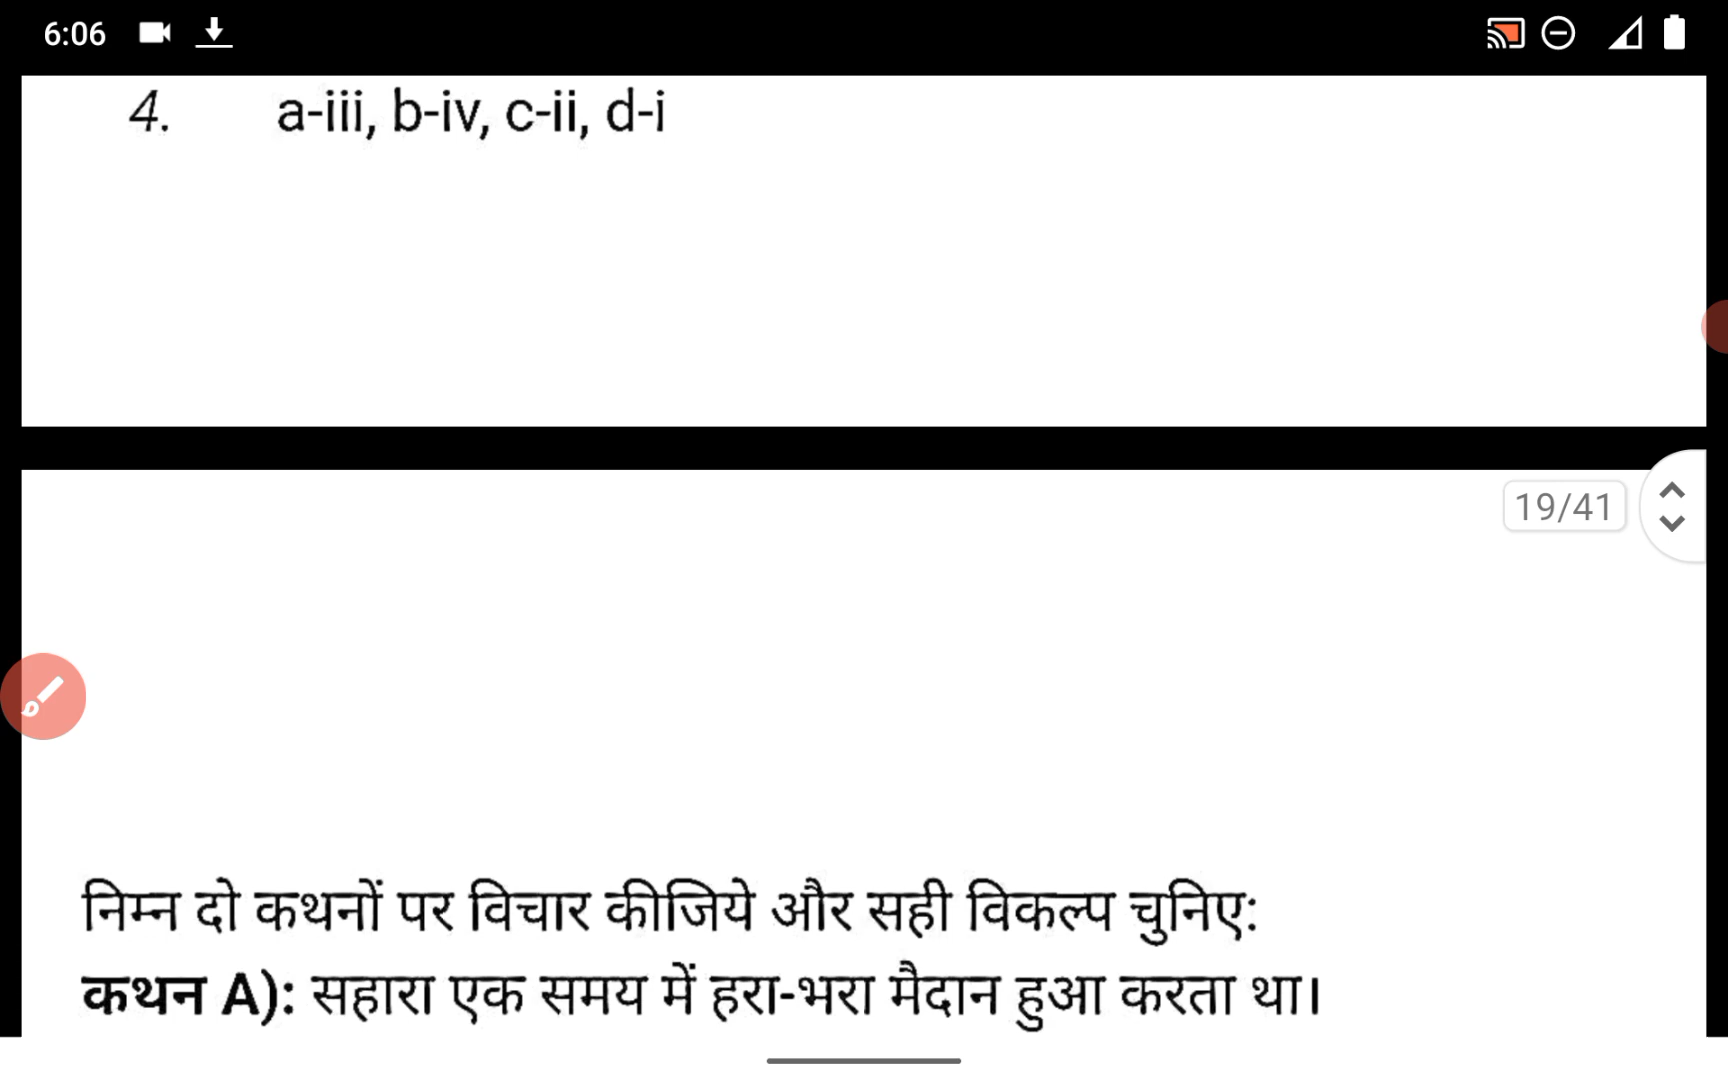 6:06
4. a-iii, b-iv, c-ii, d-i
19/41
निम्न दो कथनों पर विचार कीजिये और सही विकल्प चुनिए:
कथन A): सहारा एक समय में हरा-भरा मैदान हुआ करता था।